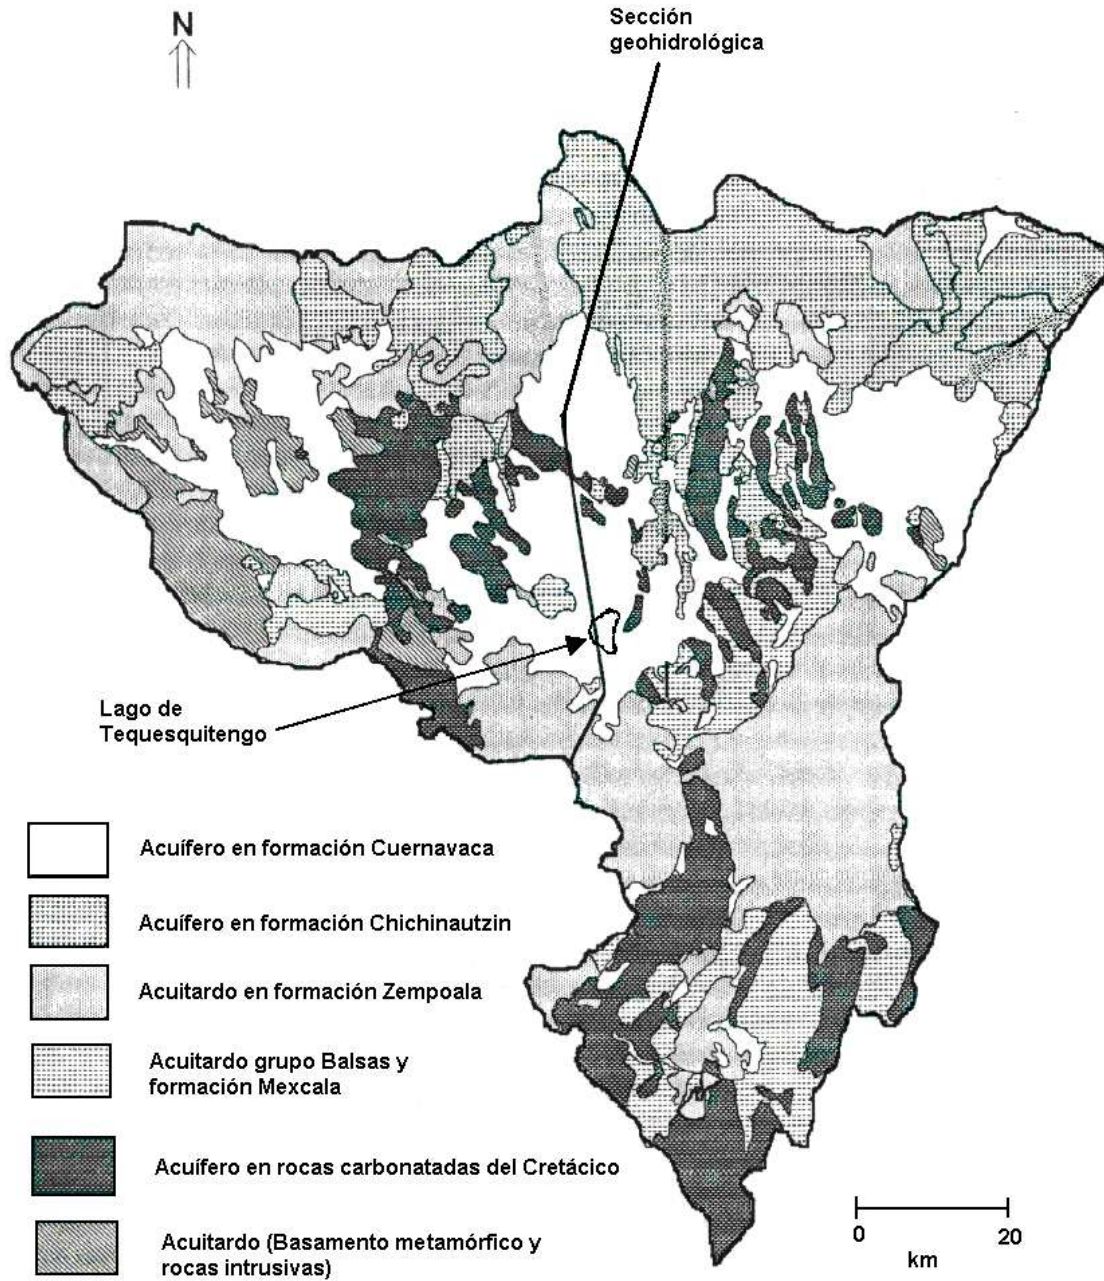 Sección
geohidrológica
N
Lago de
Tequesquitengo
Acuífero en formación Cuernavaca
Acuífero en formación Chichinautzin
Acuitardo en formación Zempoala
Acuitardo grupo Balsas y
formación Mexcala
Acuífero en rocas carbonatadas del Cretácico
Acuitardo (Basamento metamórfico y
rocas intrusivas)
0 20
km